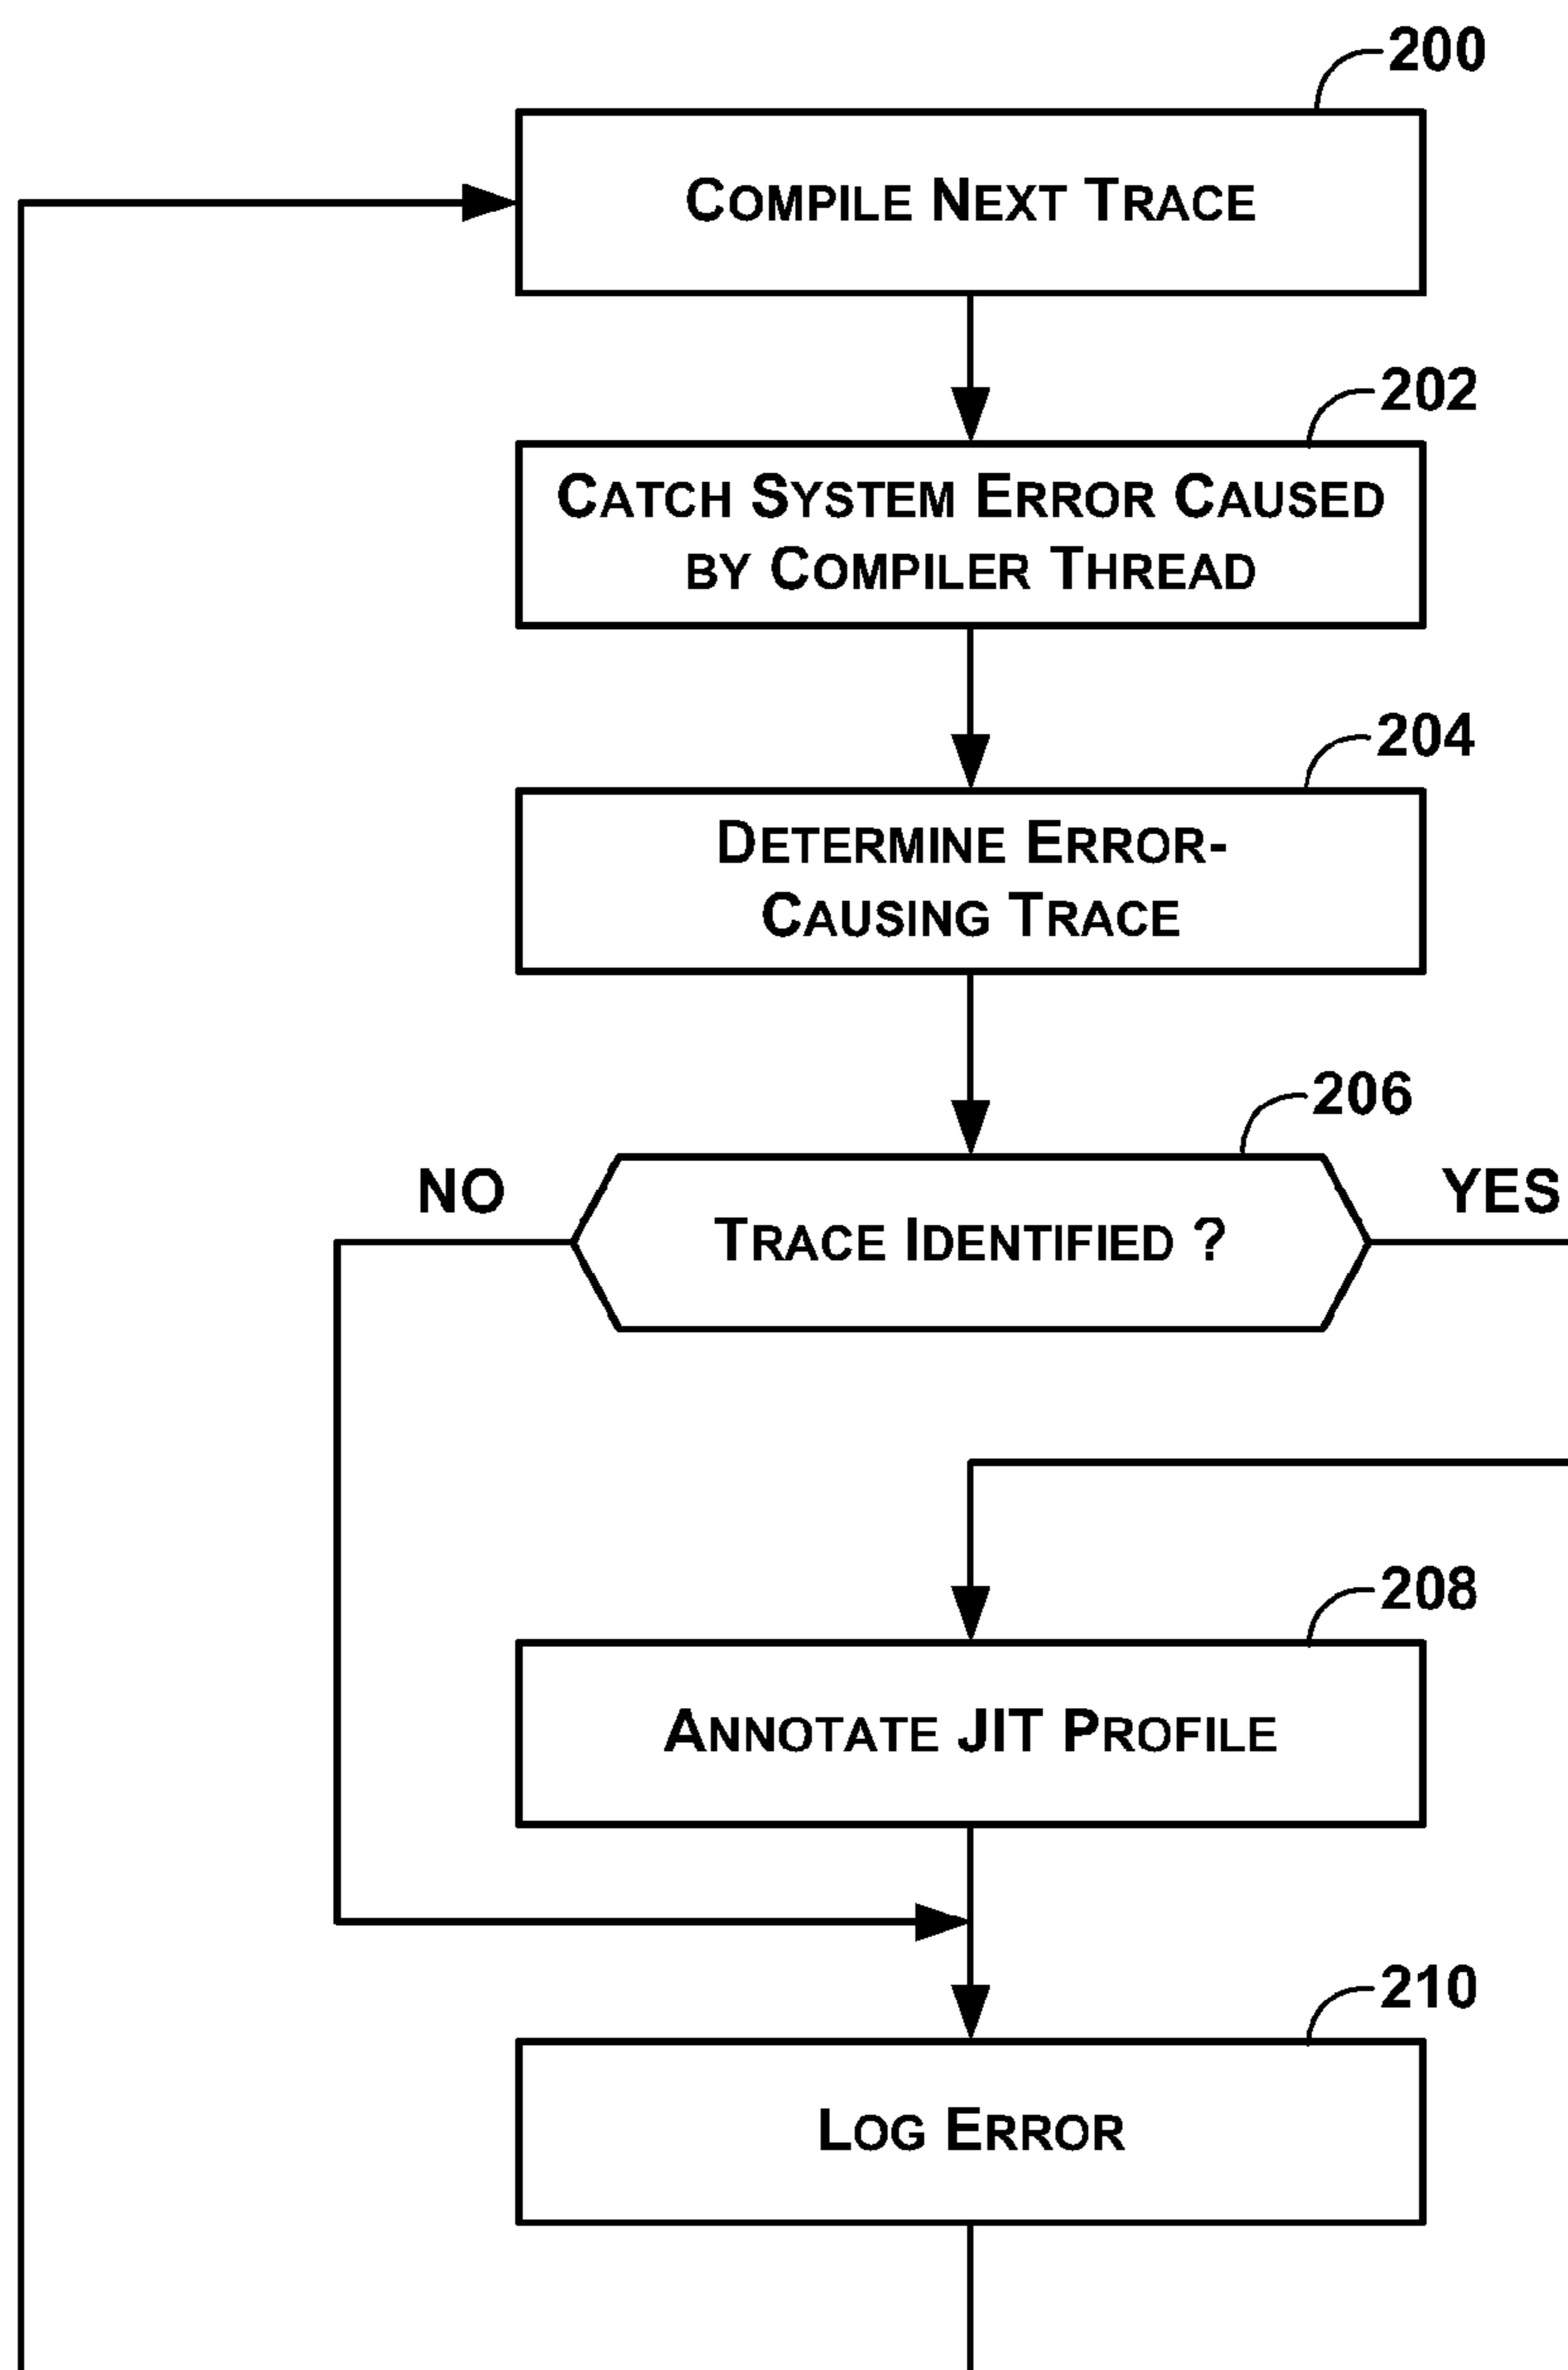 200
COMPILE NEXT TRACE
202
CATCH SYSTEM ERROR CAUSED
BY COMPILER THREAD
204
DETERMINE ERROR-
CAUSING TRACE
206
NO
YES
TRACE IDENTIFIED ?
208
ANNOTATE JIT PROFILE
210
LOG ERROR